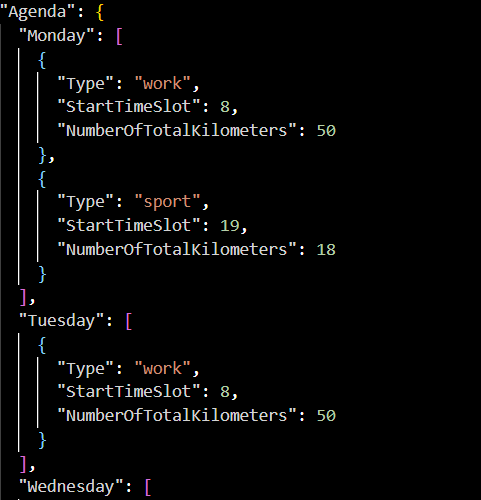 "Agenda": {
"Monday": [
{
"Type": "work",
"StartTimeSlot": 8,
"NumberOfTotalKilometers": 50
},
{
"Type": "sport",
"StartTimeSlot": 19,
"NumberOfTotalKilometers": 18
}
],
"Tuesday": [
{
"Type": "work",
"StartTimeSlot": 8,
"NumberOfTotalKilometers": 50
}
],
"Wednesday": [